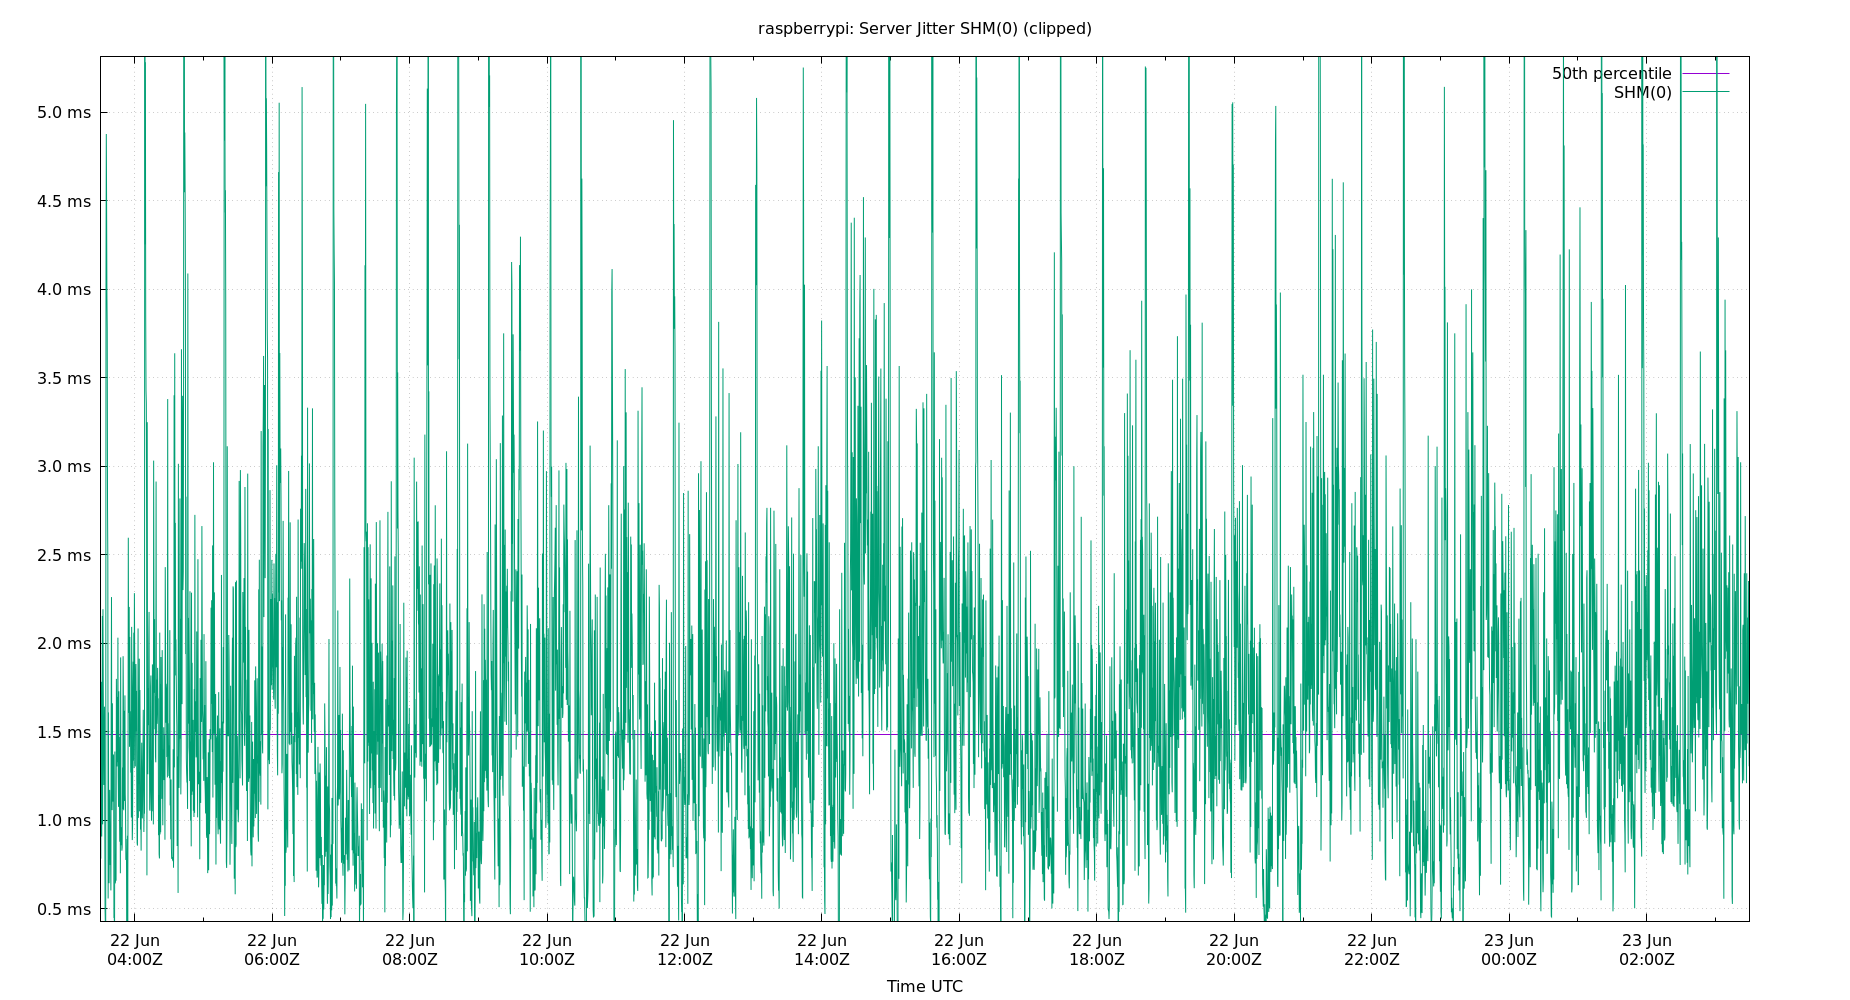 raspberrypi: Server Jitter SHM(0) (clipped)
50th percentile
SHM(0)
5.0 ms
4.5 ms
4.0 ms
3.5 ms
3.0 ms
2.5 ms
2.0 ms
1.5 ms
1.0 ms
0.5 ms
22 Jun 22 Jun 22 Jun 22 Jun 22 Jun 22 Jun 22 Jun 22 Jun 22 Jun 22 Jun 23 Jun 23 Jun
04:00Z 06:00Z 08:00Z 10:00Z 12:00Z 14:00Z 16:00Z 18:00Z 20:00Z 22:00Z 00:00Z 02:00Z
Time UTC